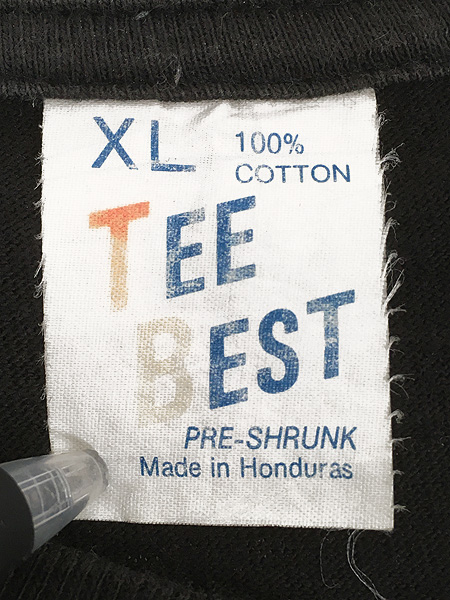 XL
100%
COTTON
TEE
BEST
PRE-SHRUNK
Made in Honduras